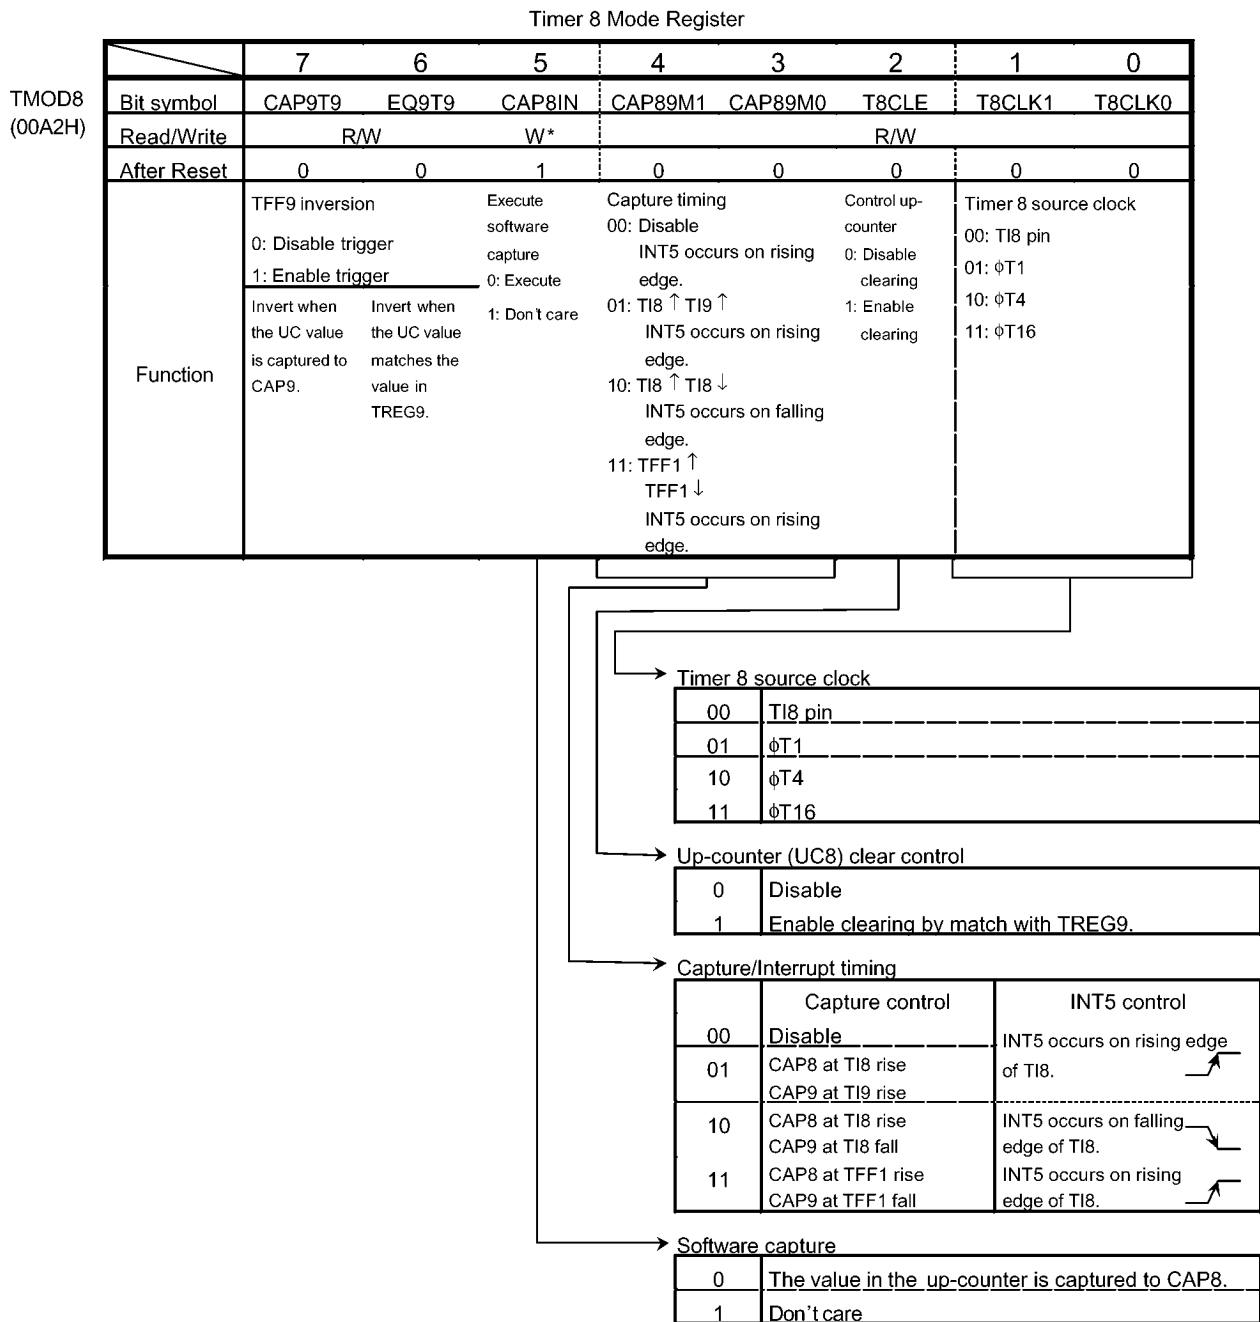 Timer 8 Mode Register
7 6 5 4 3 2 1 0
TMOD8
(00A2H)
Bit symbol CAP9T9 EQ9T9 CAP8IN CAP89M1 CAP89M0 T8CLE T8CLK1 T8CLK0
Read/Write R/W W* R/W
After Reset 0 0 1 0 0 0 0 0
Function
TFF9 inversion
0: Disable trigger
1: Enable trigger
Invert when
the UC value
is captured to
CAP9.
Invert when
the UC value
matches the
value in
TREG9.
Execute
software
capture
0: Execute
1: Don't care
Capture timing
00: Disable
INT5 occurs on rising
edge.
01: TI8 ↑ TI9 ↑
INT5 occurs on rising
edge.
10: TI8 ↑ TI8 ↓
INT5 occurs on falling
edge.
11: TFF1 ↑
TFF1 ↓
INT5 occurs on rising
edge.
Control up-
counter
0: Disable
clearing
1: Enable
clearing
Timer 8 source clock
00: TI8 pin
01: ϕT1
10: ϕT4
11: ϕT16
Timer 8 source clock
00 TI8 pin
01 ϕT1
10 ϕT4
11 ϕT16
Up-counter (UC8) clear control
0 Disable
1 Enable clearing by match with TREG9.
Capture/Interrupt timing
Capture control INT5 control
00 Disable
INT5 occurs on rising edge
of TI8.
01 CAP8 at TI8 rise
CAP9 at TI9 rise
10 CAP8 at TI8 rise
CAP9 at TI8 fall
INT5 occurs on falling
edge of TI8.
11 CAP8 at TFF1 rise
CAP9 at TFF1 fall
INT5 occurs on rising
edge of TI8.
Software capture
0 The value in the up-counter is captured to CAP8.
1 Don't care